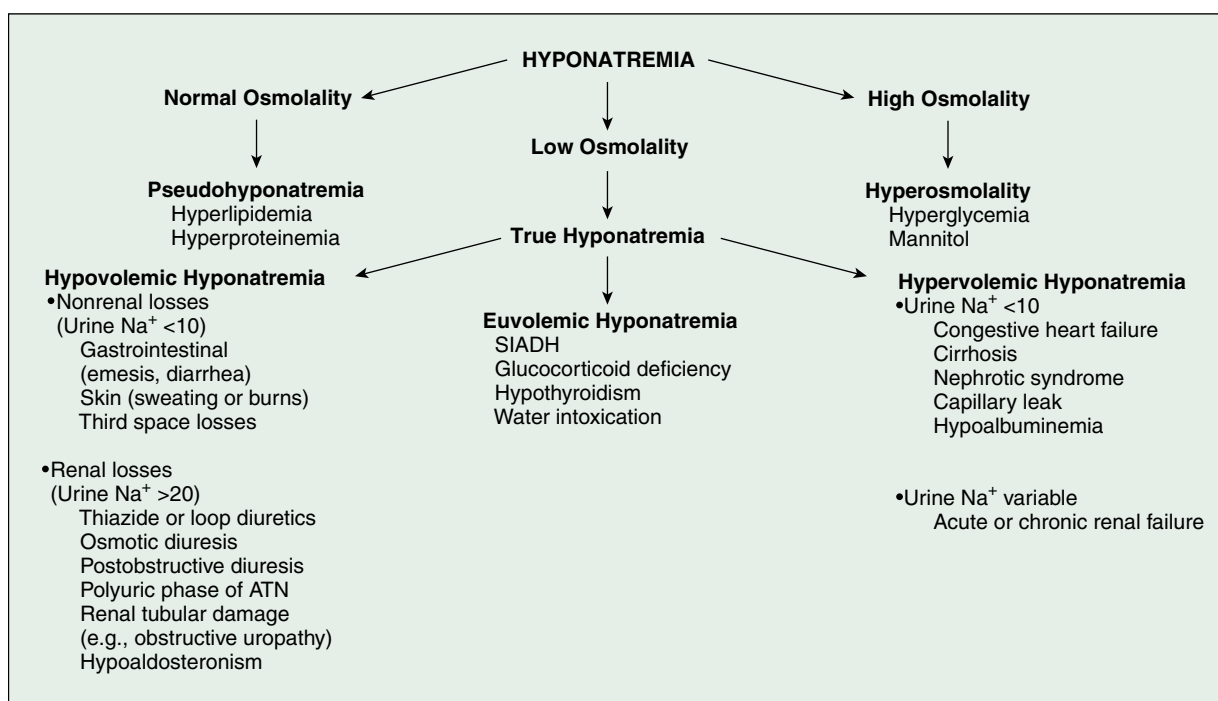 HYPONATREMIA
Normal Osmolality
High Osmolality
Low Osmolality
Pseudohyponatremia
Hyperlipidemia
Hyperproteinemia
Hyperosmolality
Hyperglycemia
Mannitol
True Hyponatremia
Hypovolemic Hyponatremia
•Nonrenal losses
(Urine Na⁺ <10)
Gastrointestinal
(emesis, diarrhea)
Skin (sweating or burns)
Third space losses
•Renal losses
(Urine Na⁺ >20)
Thiazide or loop diuretics
Osmotic diuresis
Postobstructive diuresis
Polyuric phase of ATN
Renal tubular damage
(e.g., obstructive uropathy)
Hypoaldosteronism
Euvolemic Hyponatremia
SIADH
Glucocorticoid deficiency
Hypothyroidism
Water intoxication
Hypervolemic Hyponatremia
•Urine Na⁺ <10
Congestive heart failure
Cirrhosis
Nephrotic syndrome
Capillary leak
Hypoalbuminemia
•Urine Na⁺ variable
Acute or chronic renal failure